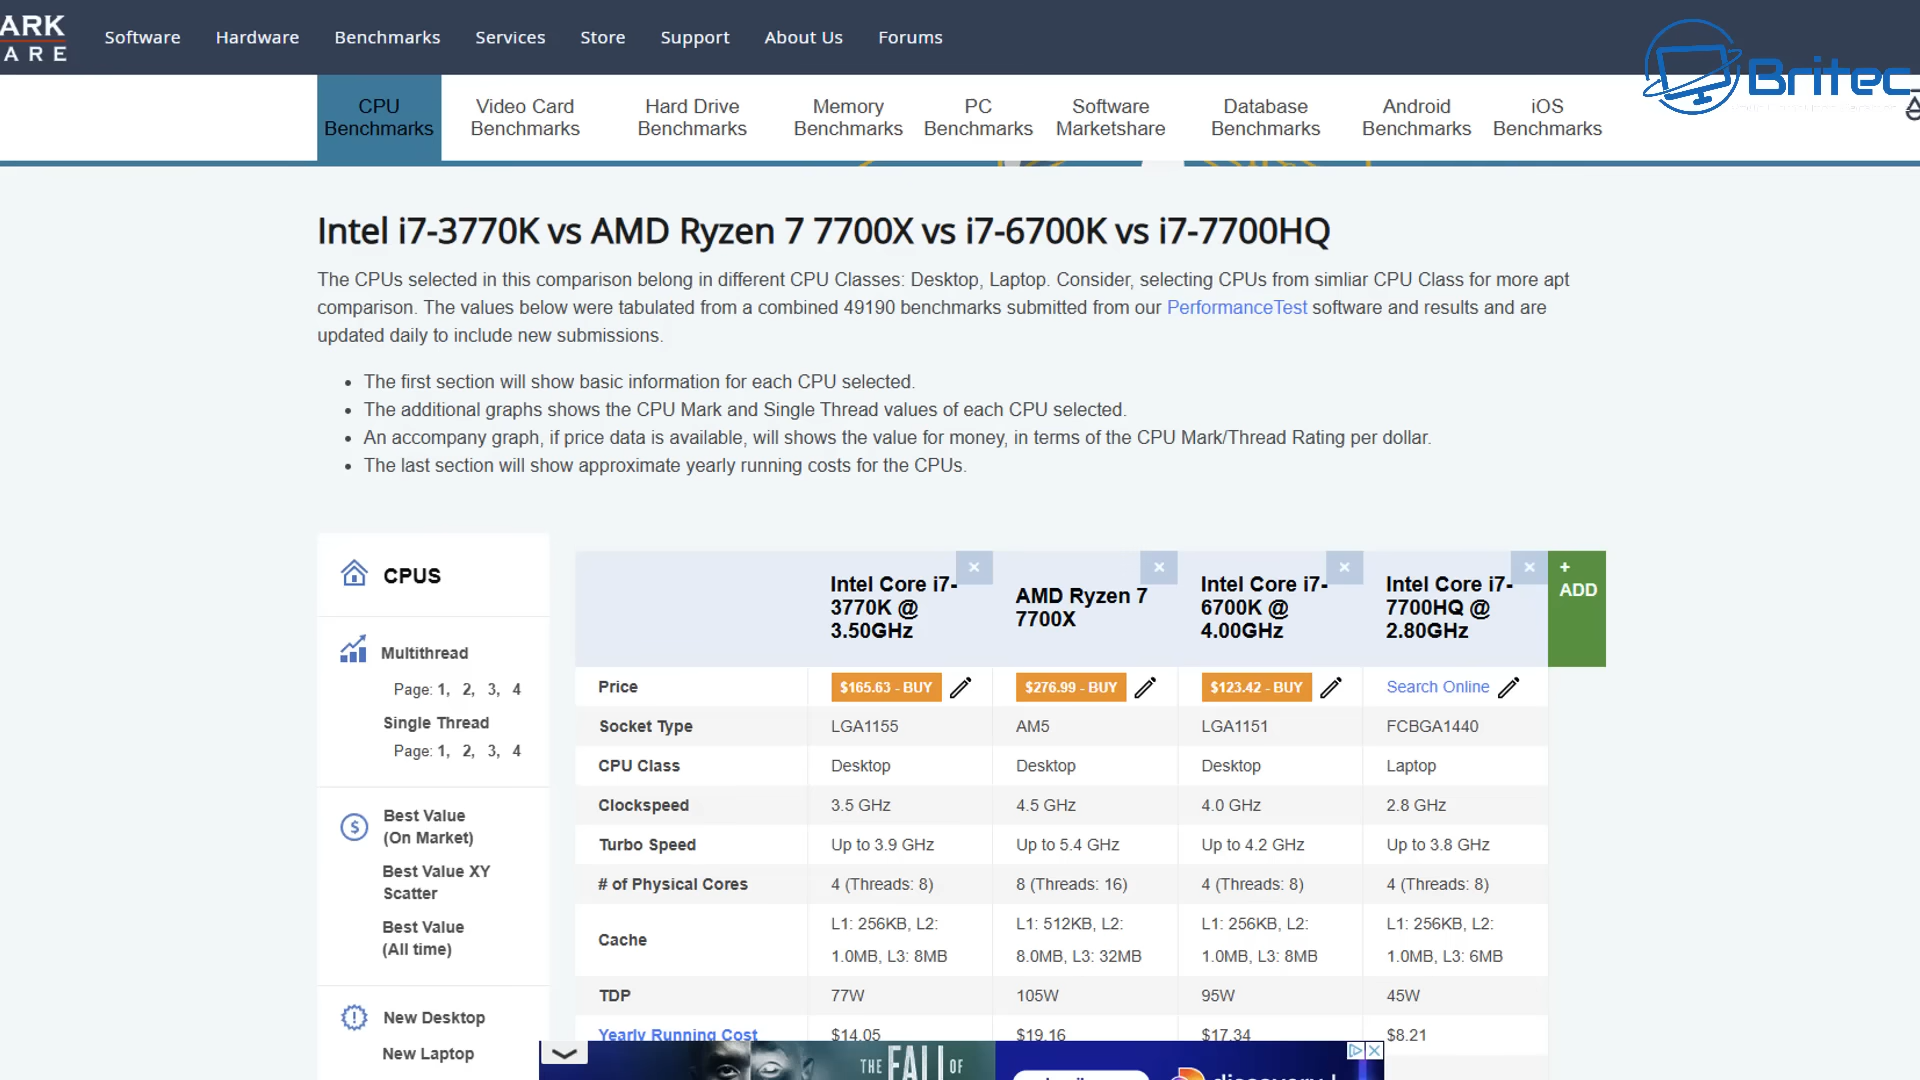 ARK
ARE
Software Hardware Benchmarks Services Store Support About Us Forums
Britec
CPU Benchmarks
Video Card Benchmarks
Hard Drive Benchmarks
Memory Benchmarks
PC Benchmarks
Software Marketshare
Database Benchmarks
Android Benchmarks
iOS Benchmarks
Intel i7-3770K vs AMD Ryzen 7 7700X vs i7-6700K vs i7-7700HQ
The CPUs selected in this comparison belong in different CPU Classes: Desktop, Laptop. Consider, selecting CPUs from simliar CPU Class for more apt
comparison. The values below were tabulated from a combined 49190 benchmarks submitted from our PerformanceTest software and results and are
updated daily to include new submissions.
• The first section will show basic information for each CPU selected.
• The additional graphs shows the CPU Mark and Single Thread values of each CPU selected.
• An accompany graph, if price data is available, will shows the value for money, in terms of the CPU Mark/Thread Rating per dollar.
• The last section will show approximate yearly running costs for the CPUs.
CPUS
Multithread
Page: 1, 2, 3, 4
Single Thread
Page: 1, 2, 3, 4
Best Value
(On Market)
Best Value XY
Scatter
Best Value
(All time)
New Desktop
New Laptop
Intel Core i7-3770K @ 3.50GHz
AMD Ryzen 7 7700X
Intel Core i7-6700K @ 4.00GHz
Intel Core i7-7700HQ @ 2.80GHz
+ ADD
Price $165.63 - BUY $276.99 - BUY $123.42 - BUY Search Online
Socket Type LGA1155 AM5 LGA1151 FCBGA1440
CPU Class Desktop Desktop Desktop Laptop
Clockspeed 3.5 GHz 4.5 GHz 4.0 GHz 2.8 GHz
Turbo Speed Up to 3.9 GHz Up to 5.4 GHz Up to 4.2 GHz Up to 3.8 GHz
# of Physical Cores 4 (Threads: 8) 8 (Threads: 16) 4 (Threads: 8) 4 (Threads: 8)
Cache L1: 256KB, L2: 1.0MB, L3: 8MB L1: 512KB, L2: 8.0MB, L3: 32MB L1: 256KB, L2: 1.0MB, L3: 8MB L1: 256KB, L2: 1.0MB, L3: 6MB
TDP 77W 105W 95W 45W
Yearly Running Cost $14.05 $19.16 $17.34 $8.21
THE FALL OF